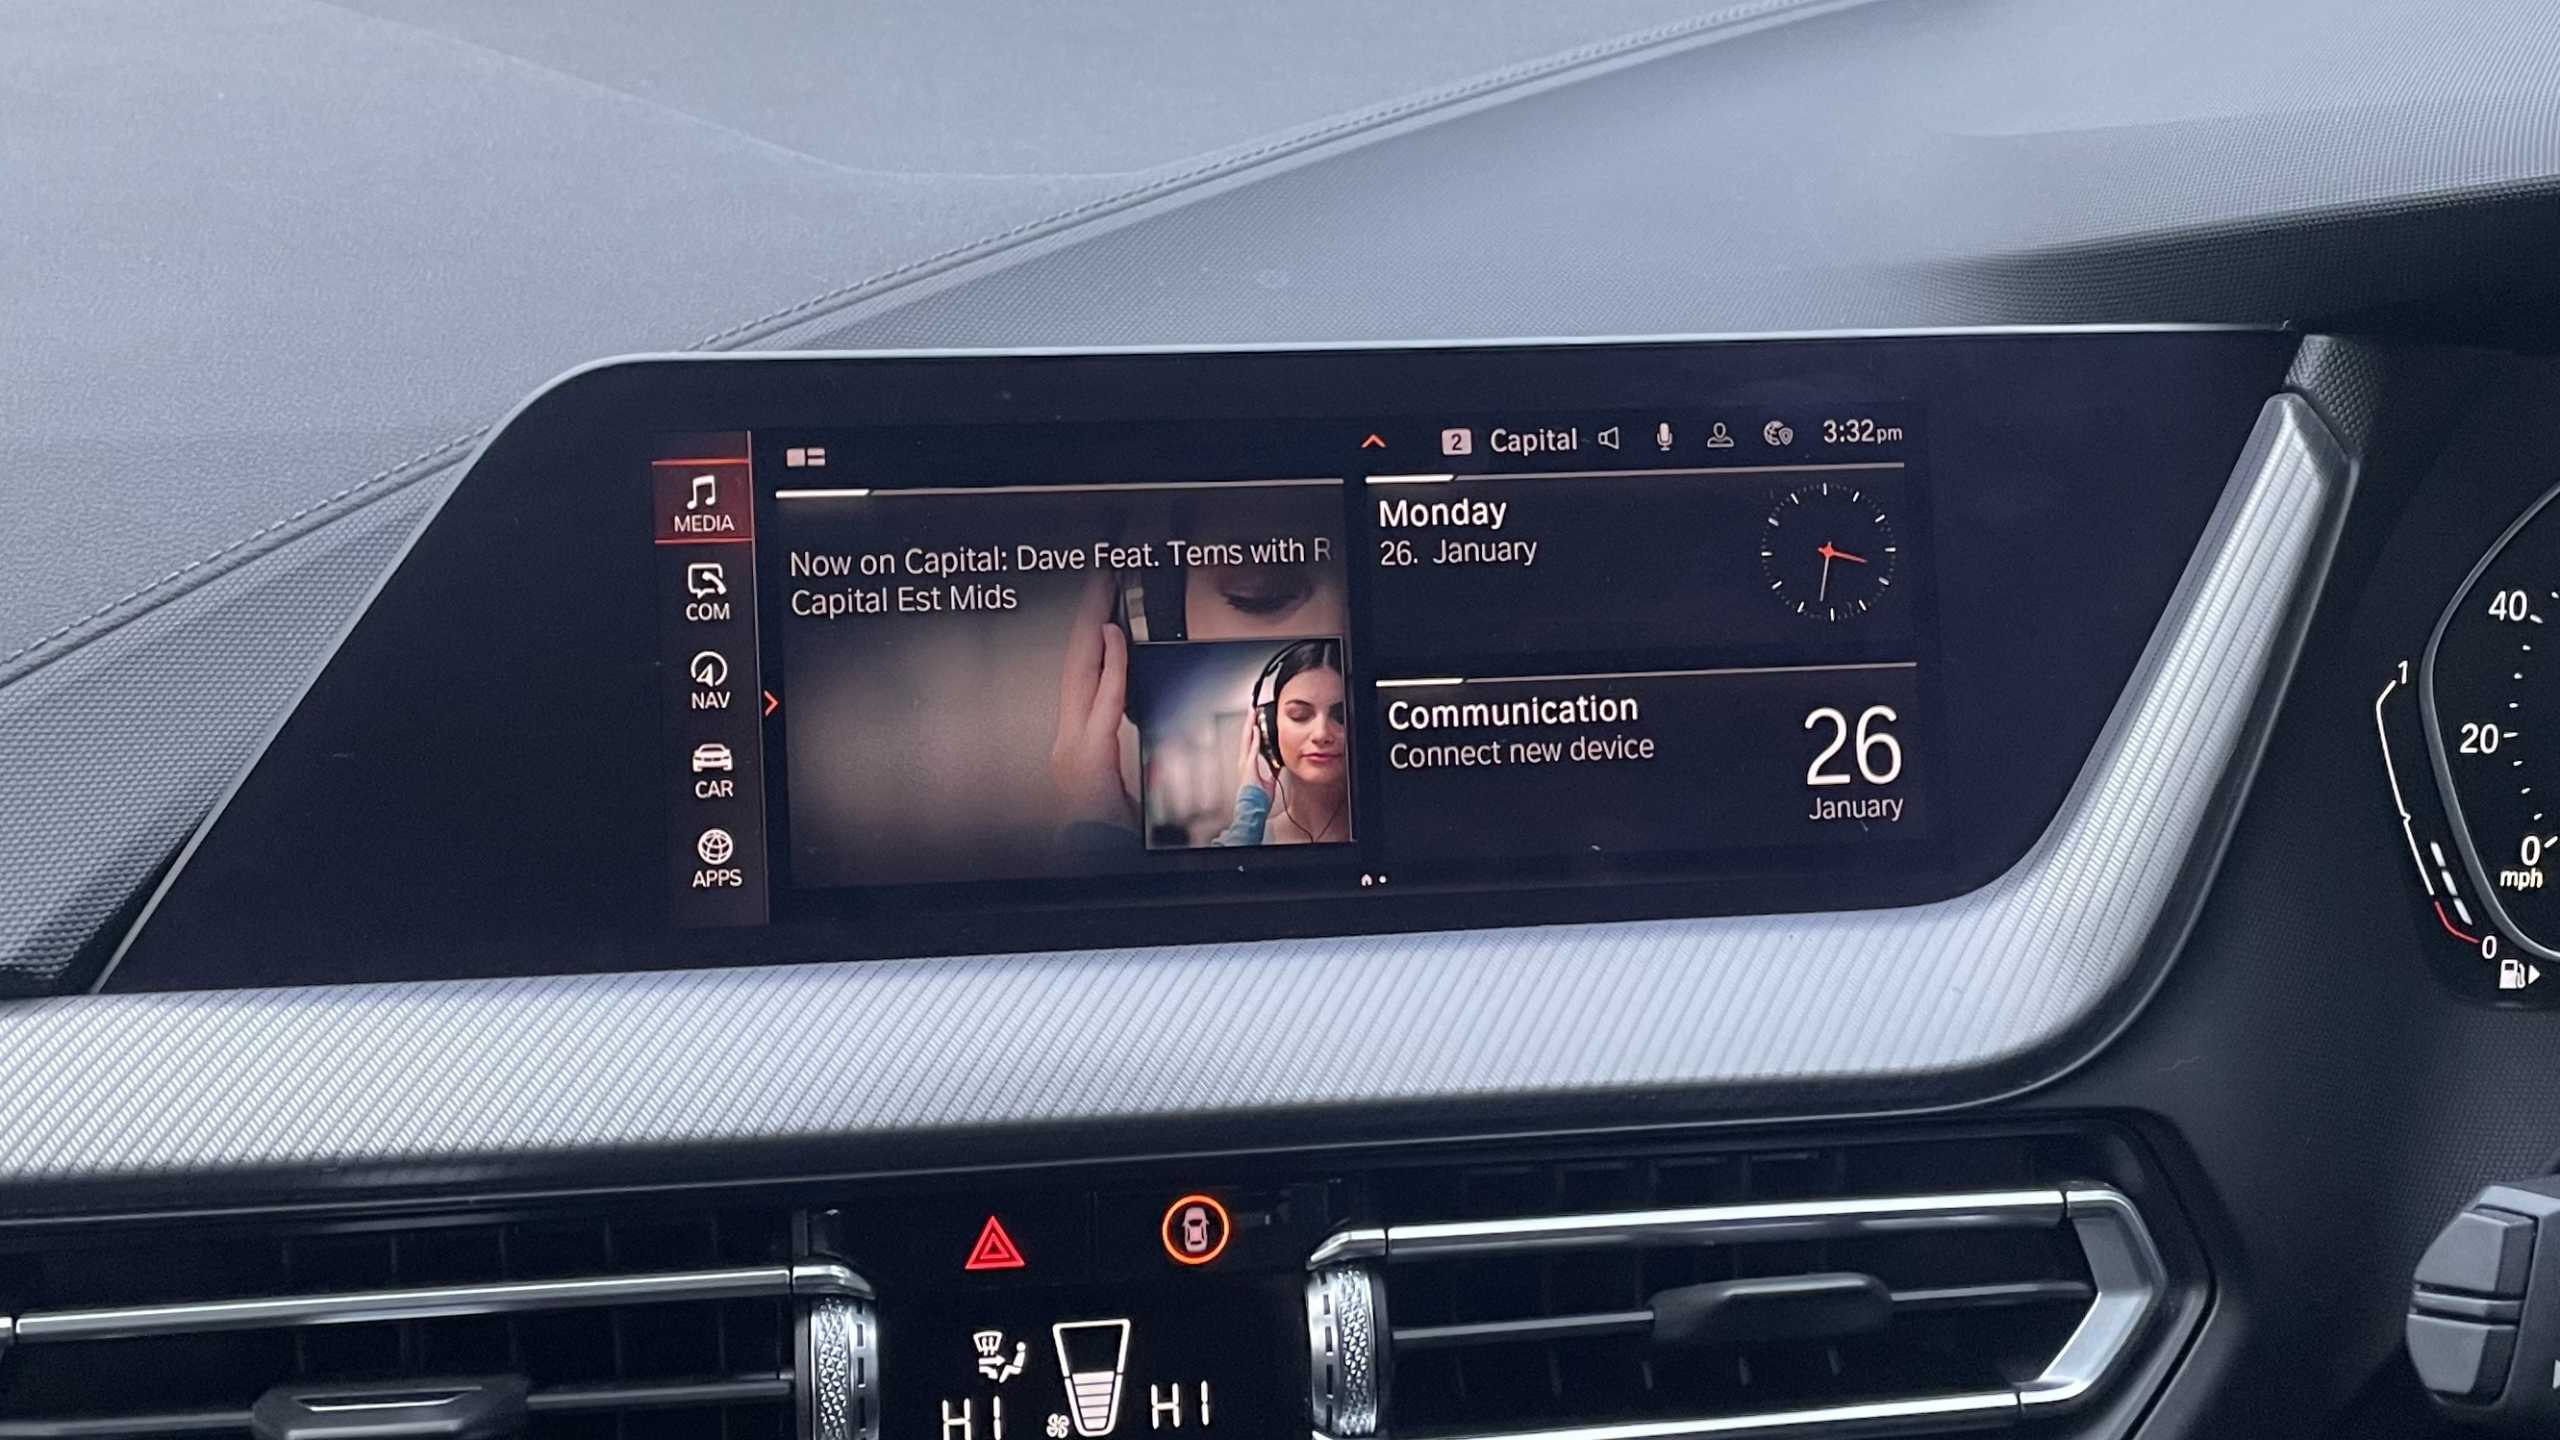 2 Capital 3:32pm
MEDIA
COM
NAV
CAR
APPS
Now on Capital: Dave Feat. Tems with R
Capital Est Mids
Monday
26. January
Communication
Connect new device
26
January
40
20
0
mph
1
0
HI HI